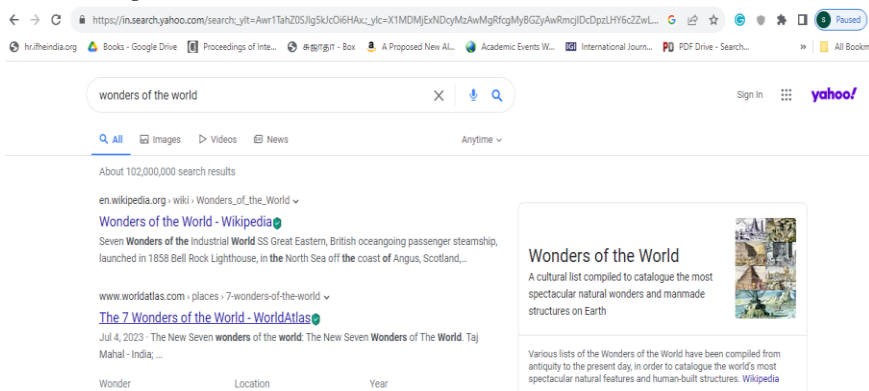 https://in.search.yahoo.com/search;_ylt=Awr1TahZ0SJlg5kJcOi6HAx.;_ylc=X1MDMjExNDcyMzAwMgRfcgMyBGZyAwRmcjIDcDpzLHY6c2ZwL... G S Paused
hr.ifheindia.org Books - Google Drive Proceedings of Inte... சுஜாதா - Box A Proposed New Al... Academic Events W... IGI International Journ... PD PDF Drive - Search... » All Bookm
wonders of the world Sign In yahoo!
All Images Videos News Anytime
About 102,000,000 search results
en.wikipedia.org › wiki › Wonders_of_the_World
Wonders of the World - Wikipedia
Seven Wonders of the Industrial World SS Great Eastern, British oceangoing passenger steamship,
launched in 1858 Bell Rock Lighthouse, in the North Sea off the coast of Angus, Scotland,...
www.worldatlas.com › places › 7-wonders-of-the-world
The 7 Wonders of the World - WorldAtlas
Jul 4, 2023 · The New Seven wonders of the world: The New Seven Wonders of The World. Taj
Mahal - India; ...
Wonder Location Year
Wonders of the World
A cultural list compiled to catalogue the most
spectacular natural wonders and manmade
structures on Earth
Various lists of the Wonders of the World have been compiled from
antiquity to the present day, in order to catalogue the world's most
spectacular natural features and human-built structures. Wikipedia